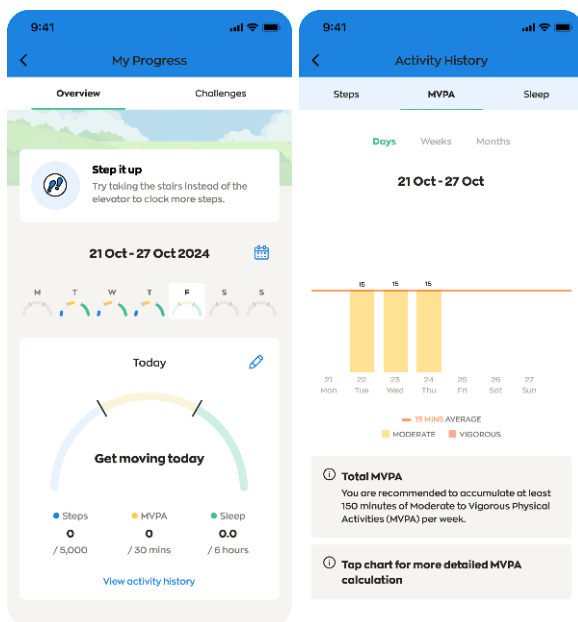 9:41
My Progress
Overview Challenges
Step it up
Try taking the stairs instead of the
elevator to clock more steps.
21 Oct - 27 Oct 2024
M T W T F S S
Today
Get moving today
Steps MVPA Sleep
0 0 0.0
/ 5,000 / 30 mins / 6 hours
View activity history
9:41
Activity History
Steps MVPA Sleep
Days Weeks Months
21 Oct - 27 Oct
15 15 15
21 22 23 24 25 26 27
Mon Tue Wed Thu Fri Sat Sun
15 MINS AVERAGE
MODERATE VIGOROUS
Total MVPA
You are recommended to accumulate at least
150 minutes of Moderate to Vigorous Physical
Activities (MVPA) per week.
Tap chart for more detailed MVPA
calculation